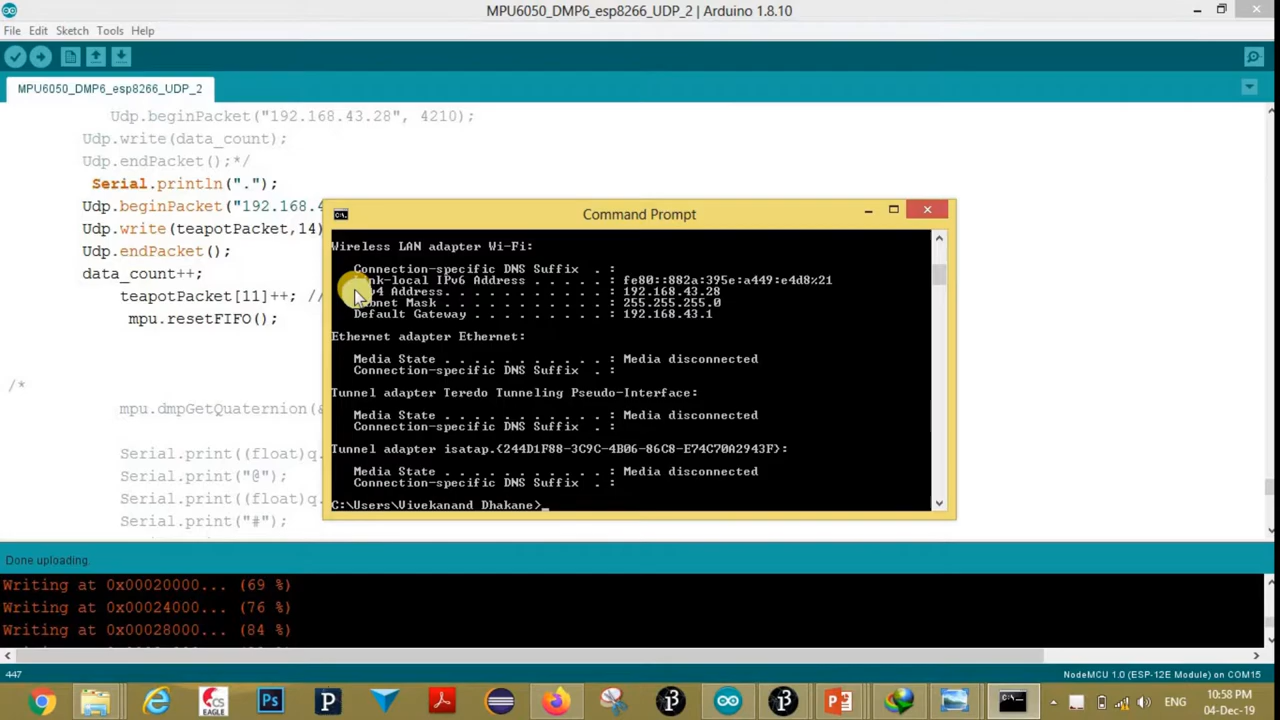 MPU6050_DMP6_esp8266_UDP_2 | Arduino 1.8.10
File Edit Sketch Tools Help
MPU6050_DMP6_esp8266_UDP_2
Udp.beginPacket("192.168.43.28", 4210);
Udp.write(data_count);
Udp.endPacket();*/
Serial.println(".");
Udp.beginPacket("192.168.4
Udp.write(teapotPacket,14)
Udp.endPacket();
data_count++;
teapotPacket[11]++; //
mpu.resetFIFO();
/*
mpu.dmpGetQuaternion(&
Serial.print((float)q.
Serial.print("@");
Serial.print((float)q.
Serial.print("#");
Command Prompt
Wireless LAN adapter Wi-Fi:
Connection-specific DNS Suffix . :
Link-local IPv6 Address . . . . . : fe80::882a:395e:a449:e4d8%21
IPv4 Address. . . . . . . . . . . : 192.168.43.28
Subnet Mask . . . . . . . . . . . : 255.255.255.0
Default Gateway . . . . . . . . . : 192.168.43.1
Ethernet adapter Ethernet:
Media State . . . . . . . . . . . : Media disconnected
Connection-specific DNS Suffix . :
Tunnel adapter Teredo Tunneling Pseudo-Interface:
Media State . . . . . . . . . . . : Media disconnected
Connection-specific DNS Suffix . :
Tunnel adapter isatap.{244D1F88-3C9C-4B06-86C8-E74C70A2943F}:
Media State . . . . . . . . . . . : Media disconnected
Connection-specific DNS Suffix . :
C:\Users\Vivekanand Dhakane>_
Done uploading.
Writing at 0x00020000... (69 %)
Writing at 0x00024000... (76 %)
Writing at 0x00028000... (84 %)
447
NodeMCU 1.0 (ESP-12E Module) on COM15
CS
EAGLE
Ps
P
ENG
10:58 PM
04-Dec-19